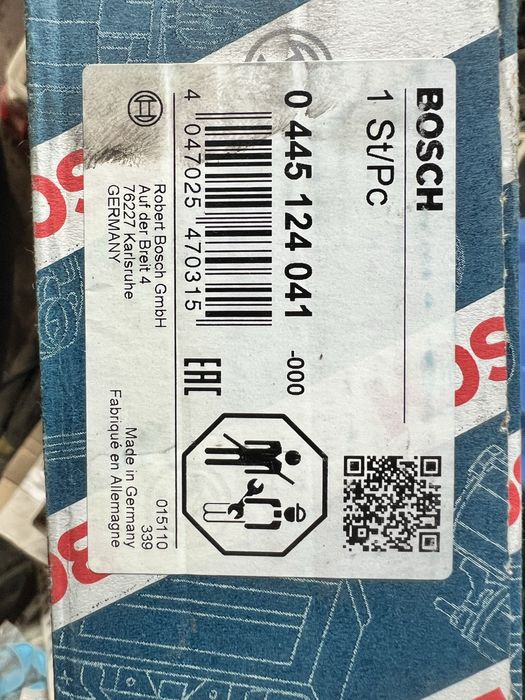 BOSCH
1 St/Pc
0 445 124 041 -000
4 047025 470315
EAC
Robert Bosch GmbH
Auf der Breit 4
76227 Karlsruhe
GERMANY
015110
339
Made in Germany
Fabriqué en Allemagne